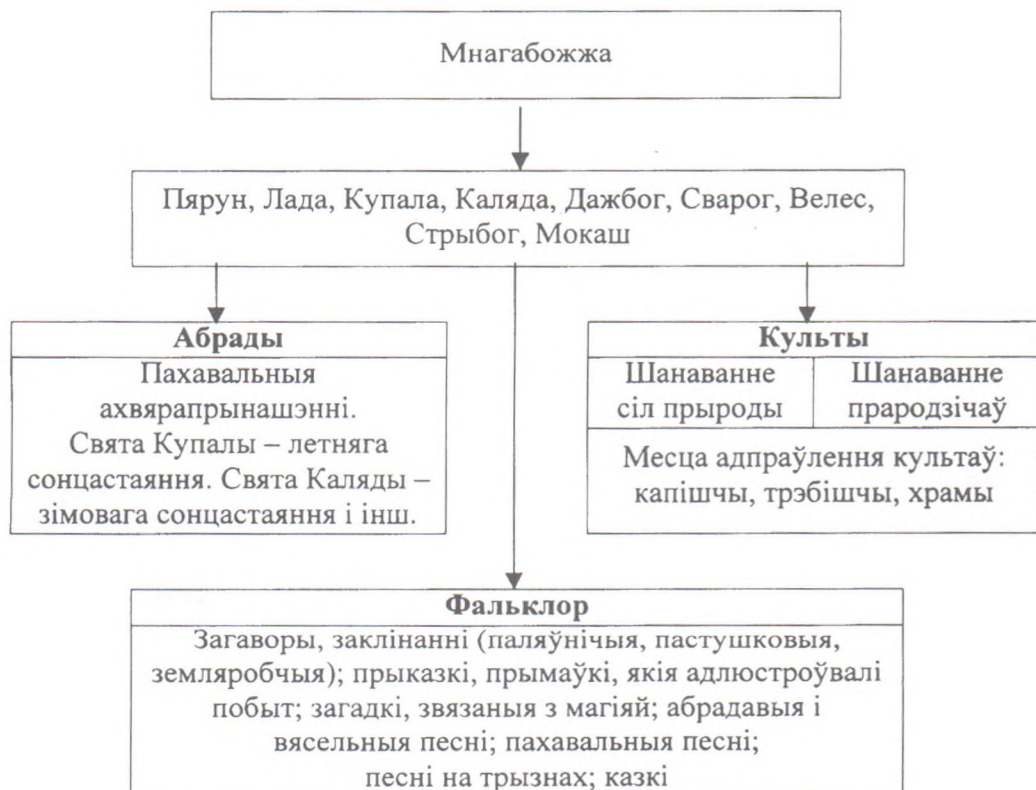 Мнагабожжа
Пярун, Лада, Купала, Каляда, Дажбог, Сварог, Велес,
Стрыбог, Мокаш
Абрады
Пахавальныя
ахвярапрынашэнні.
Свята Купалы – летняга
сонцастаяння. Свята Каляды –
зімовага сонцастаяння і інш.
Культы
Шанаванне
сіл прыроды
Шанаванне
прародзічаў
Месца адпраўлення культаў:
капішчы, трэбішчы, храмы
Фальклор
Загаворы, заклінанні (паляўнічыя, пастушковыя,
земляробчыя); прыказкі, прымаўкі, якія адлюстроўвалі
побыт; загадкі, звязаныя з магіяй; абрадавыя і
вясельныя песні; пахавальныя песні;
песні на трызнах; казкі